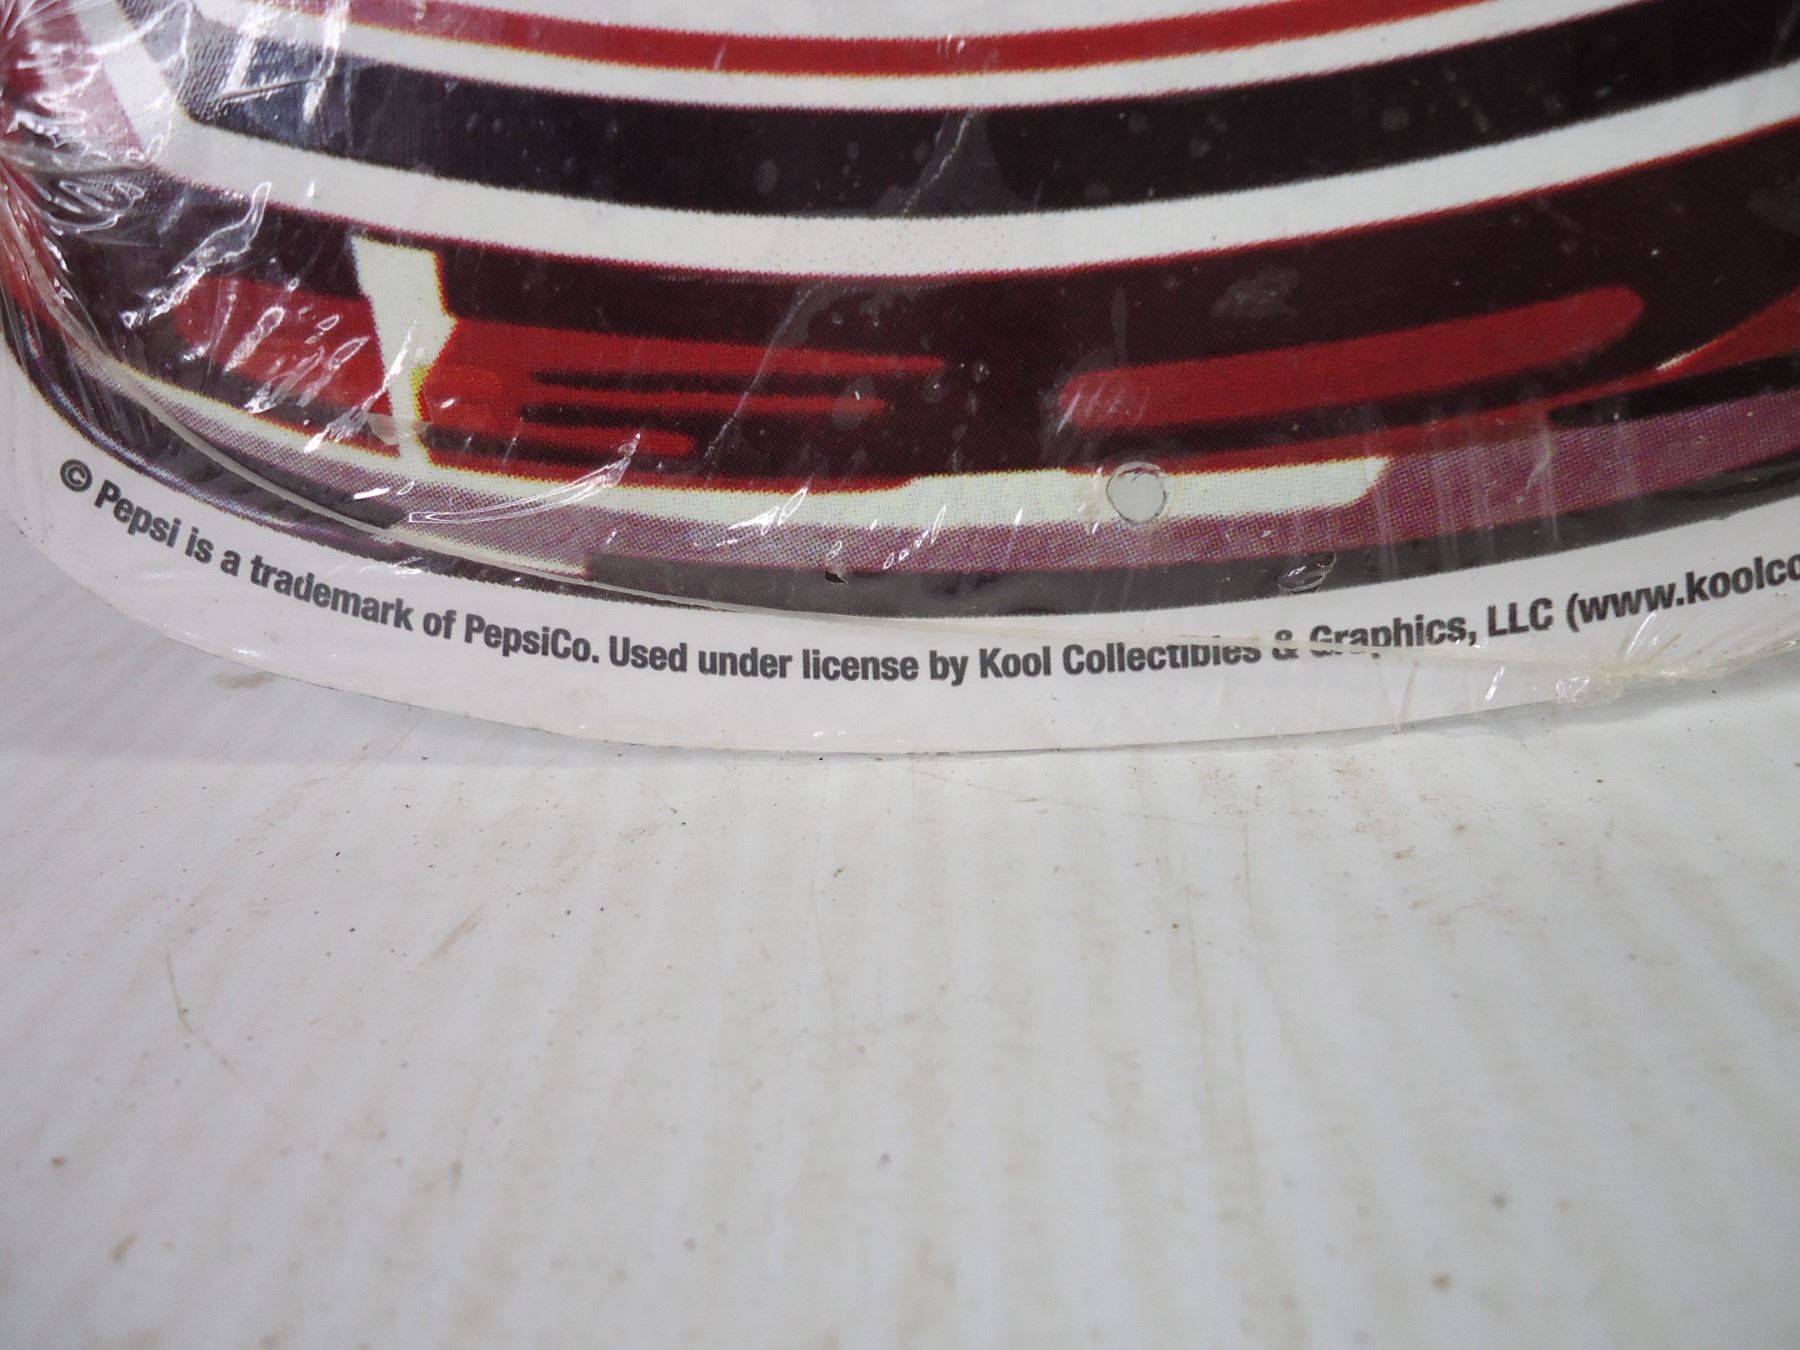 © Pepsi is a trademark of PepsiCo. Used under license by Kool Collectibles & Graphics, LLC (www.koolco